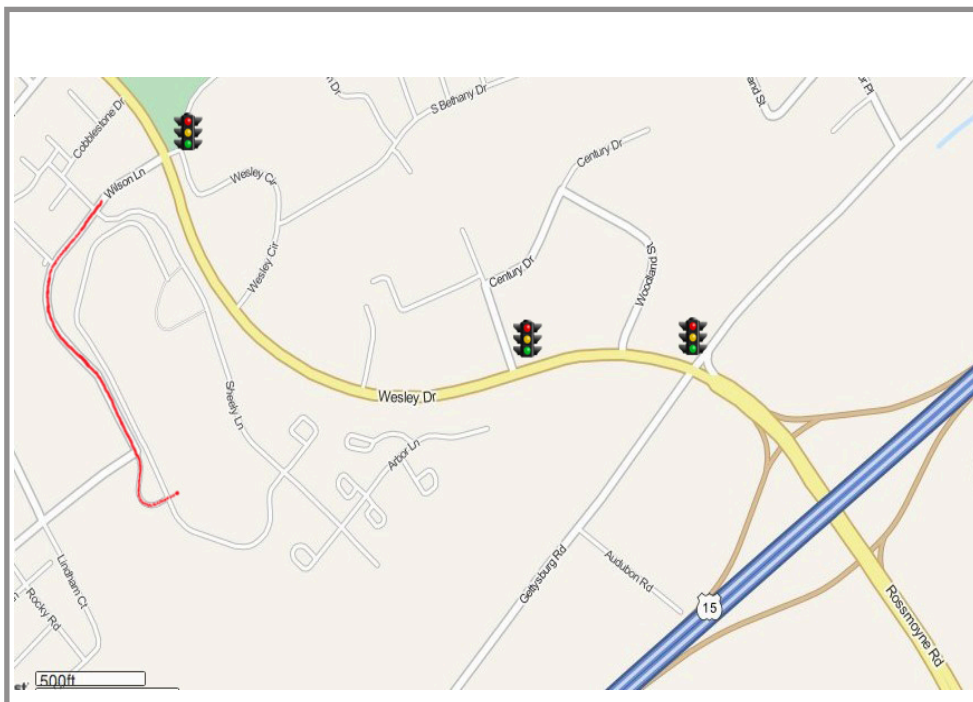 Cobblestone Dr
Wilson Ln
S Bethany Dr
Wesley Cir
Wesley Cir
Century Dr
Century Dr
Woodland St
Wesley Dr
Sheely Ln
Arbor Ln
Gettysburg Rd
Audubon Rd
15
Rossmoyne Rd
Lindham Ct
Rocky Rd
500ft